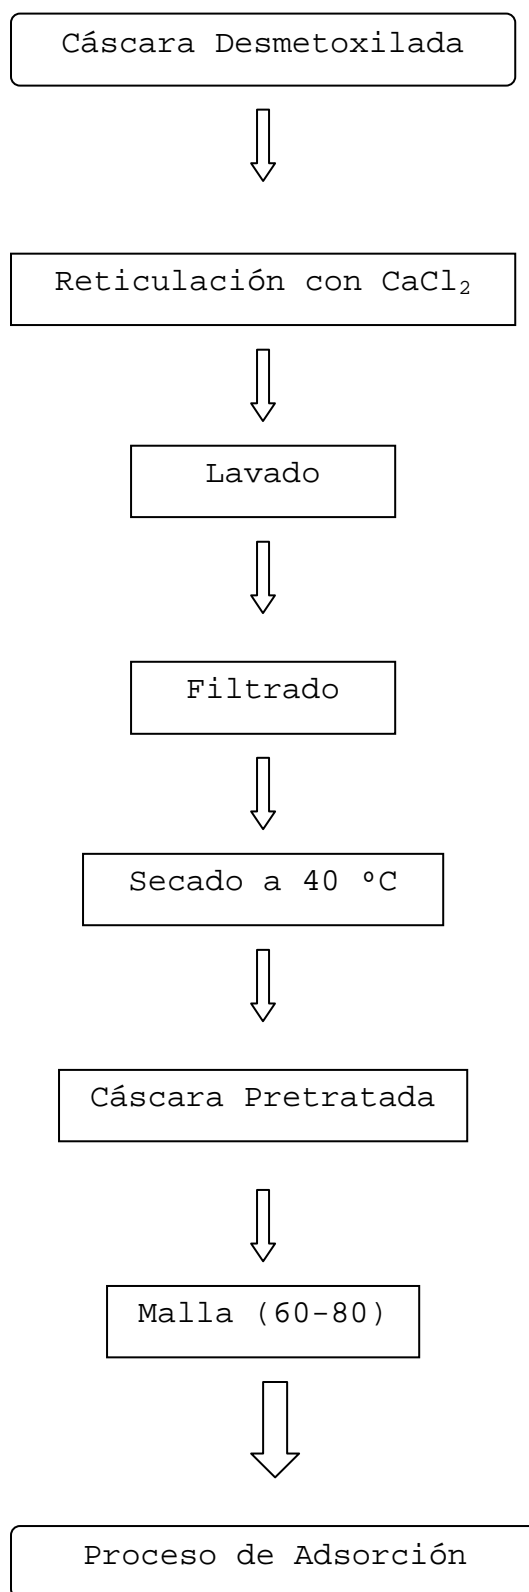 Cáscara Desmetoxilada
Reticulación con CaCl₂
Lavado
Filtrado
Secado a 40 ºC
Cáscara Pretratada
Malla (60-80)
Proceso de Adsorción